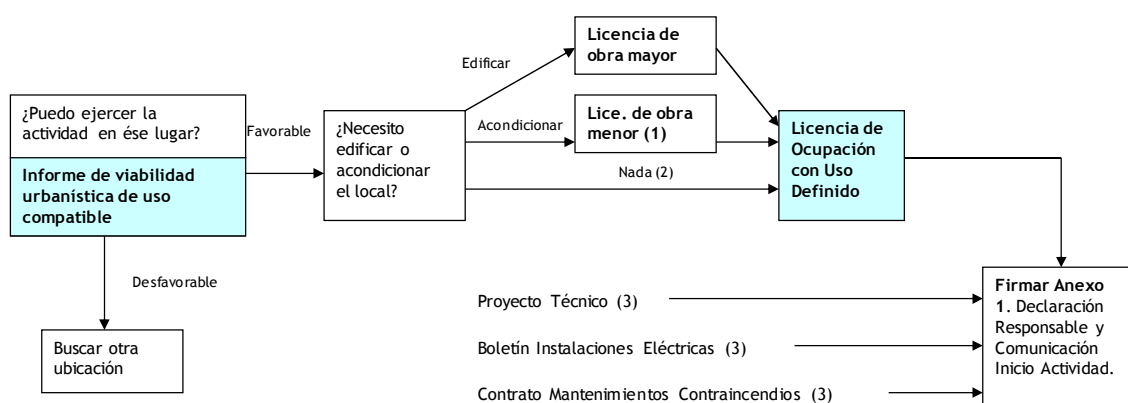 ¿Puedo ejercer la
actividad en ése lugar?
Informe de viabilidad
urbanística de uso
compatible
Favorable
Desfavorable
Buscar otra
ubicación
¿Necesito
edificar o
acondicionar
el local?
Edificar
Acondicionar
Nada (2)
Licencia de
obra mayor
Lice. de obra
menor (1)
Licencia de
Ocupación
con Uso
Definido
Proyecto Técnico (3)
Boletín Instalaciones Eléctricas (3)
Contrato Mantenimientos Contraincendios (3)
Firmar Anexo
1. Declaración
Responsable y
Comunicación
Inicio Actividad.